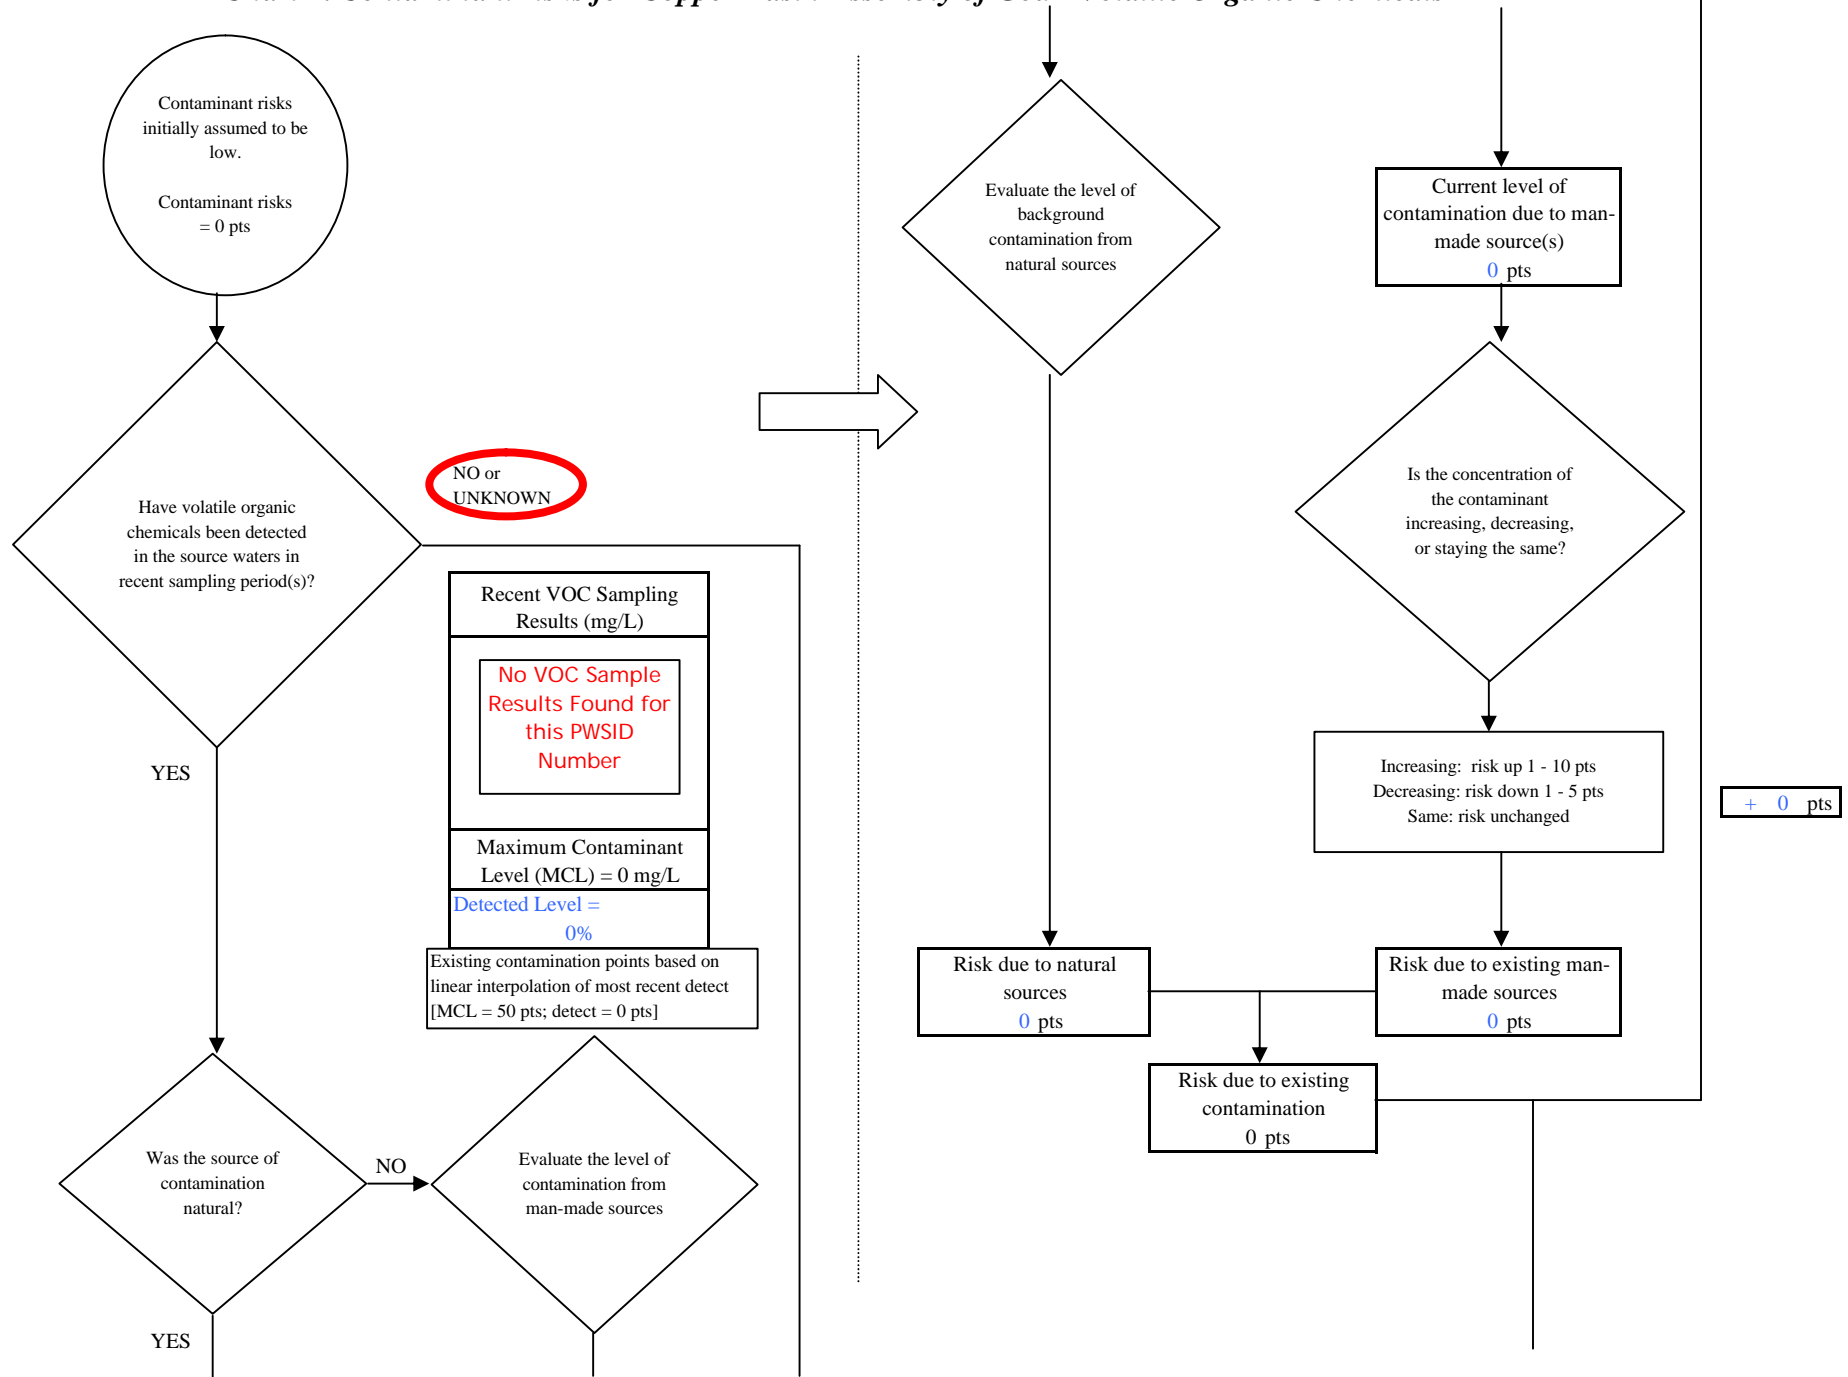 Contaminant risks
initially assumed to be
low.
Contaminant risks
= 0 pts
Have volatile organic
chemicals been detected
in the source waters in
recent sampling period(s)?
NO or
UNKNOWN
Recent VOC Sampling
Results (mg/L)
No VOC Sample
Results Found for
this PWSID
Number
YES
Maximum Contaminant
Level (MCL) = 0 mg/L
Detected Level =
0%
Existing contamination points based on
linear interpolation of most recent detect
[MCL = 50 pts; detect = 0 pts]
Was the source of
contamination
natural?
NO
Evaluate the level of
contamination from
man-made sources
YES
Evaluate the level of
background
contamination from
natural sources
Current level of
contamination due to man-
made source(s)
0 pts
Is the concentration of
the contaminant
increasing, decreasing,
or staying the same?
Increasing: risk up 1 - 10 pts
Decreasing: risk down 1 - 5 pts
Same: risk unchanged
+ 0 pts
Risk due to natural
sources
0 pts
Risk due to existing man-
made sources
0 pts
Risk due to existing
contamination
0 pts